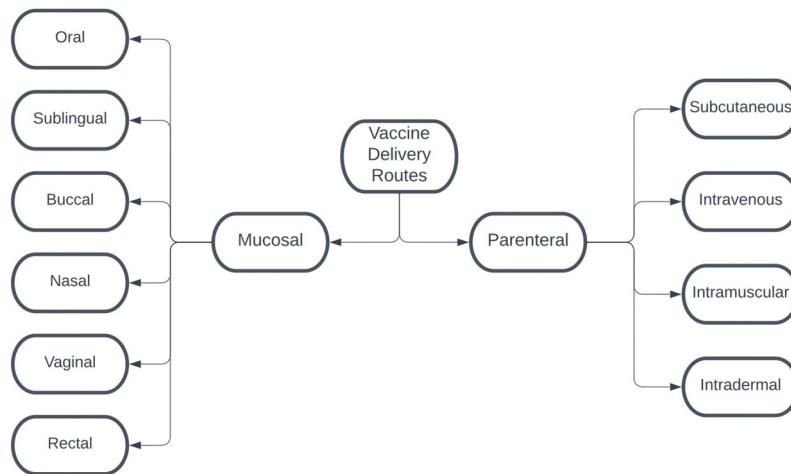 Vaccine
Delivery
Routes
Mucosal
Parenteral
Oral
Sublingual
Buccal
Nasal
Vaginal
Rectal
Subcutaneous
Intravenous
Intramuscular
Intradermal